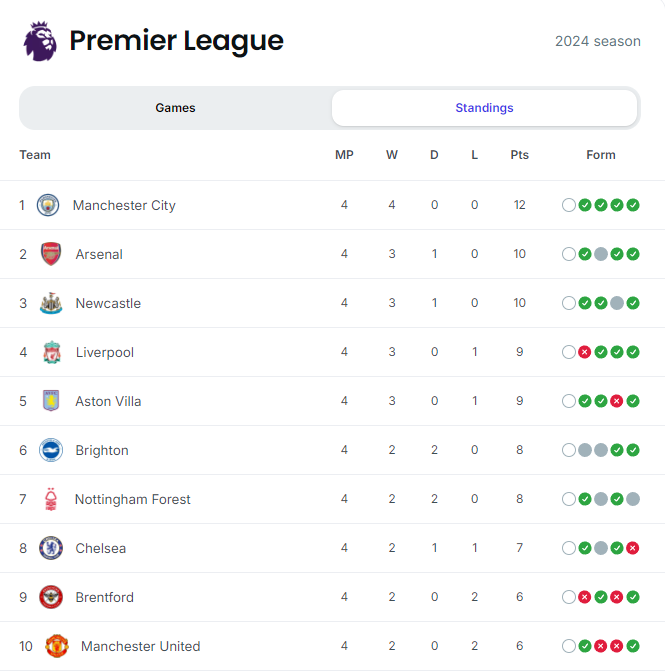 Premier League
2024 season
Games Standings
Team MP W D L Pts Form
1 Manchester City 4 4 0 0 12
2 Arsenal 4 3 1 0 10
3 Newcastle 4 3 1 0 10
4 Liverpool 4 3 0 1 9
5 Aston Villa 4 3 0 1 9
6 Brighton 4 2 2 0 8
7 Nottingham Forest 4 2 2 0 8
8 Chelsea 4 2 1 1 7
9 Brentford 4 2 0 2 6
10 Manchester United 4 2 0 2 6